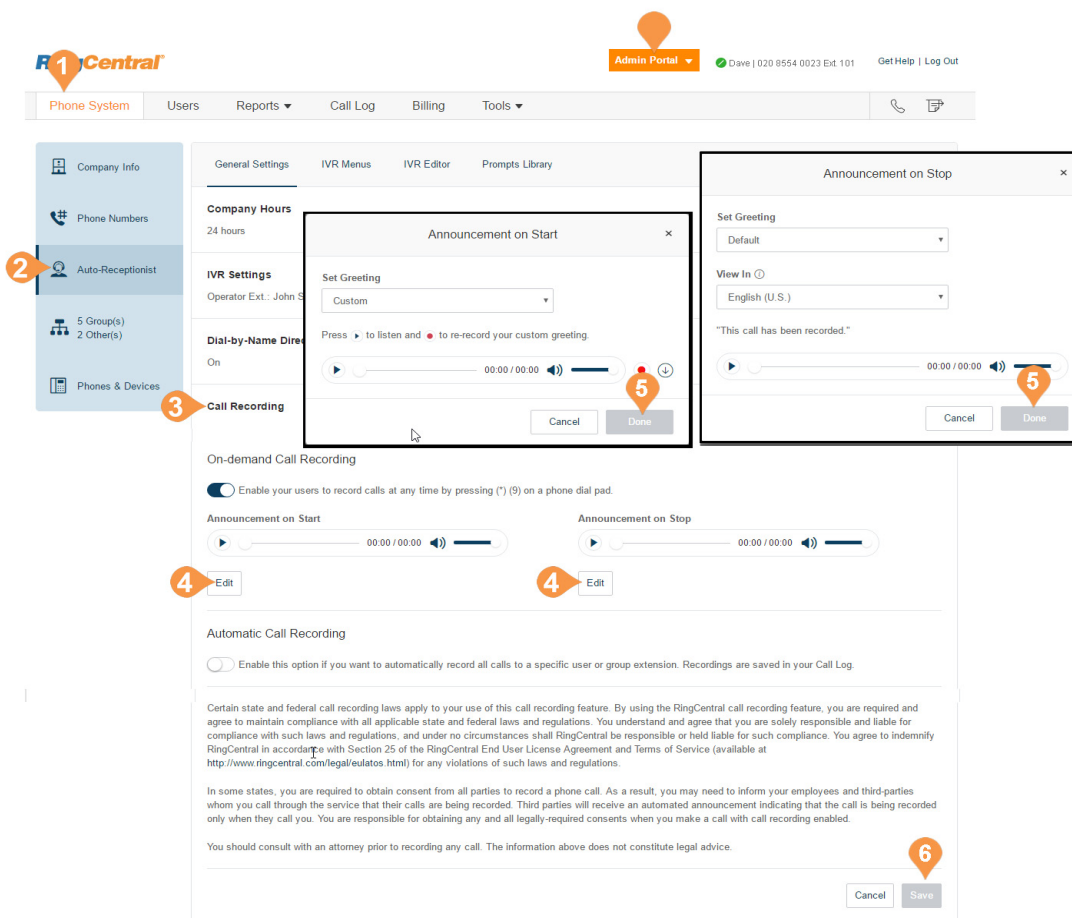 RingCentral®
1
Admin Portal
Dave | 020 8554 0023 Ext. 101
Get Help | Log Out
Phone System
Users
Reports
Call Log
Billing
Tools
Company Info
Phone Numbers
2
Auto-Receptionist
5 Group(s)
2 Other(s)
Phones & Devices
General Settings
IVR Menus
IVR Editor
Prompts Library
Company Hours
24 hours
IVR Settings
Operator Ext.: John S
Dial-by-Name Direc
On
3
Call Recording
Announcement on Start
×
Set Greeting
Custom
Press to listen and to re-record your custom greeting.
00:00 / 00:00
5
Cancel
Done
Announcement on Stop
×
Set Greeting
Default
View In
English (U.S.)
"This call has been recorded."
00:00 / 00:00
5
Cancel
Done
On-demand Call Recording
Enable your users to record calls at any time by pressing (*) (9) on a phone dial pad.
Announcement on Start
00:00 / 00:00
4
Edit
Announcement on Stop
00:00 / 00:00
4
Edit
Automatic Call Recording
Enable this option if you want to automatically record all calls to a specific user or group extension. Recordings are saved in your Call Log.
Certain state and federal call recording laws apply to your use of this call recording feature. By using the RingCentral call recording feature, you are required and
agree to maintain compliance with all applicable state and federal laws and regulations. You understand and agree that you are solely responsible and liable for
compliance with such laws and regulations, and under no circumstances shall RingCentral be responsible or held liable for such compliance. You agree to indemnify
RingCentral in accordance with Section 25 of the RingCentral End User License Agreement and Terms of Service (available at
http://www.ringcentral.com/legal/eulatos.html) for any violations of such laws and regulations.
In some states, you are required to obtain consent from all parties to record a phone call. As a result, you may need to inform your employees and third-parties
whom you call through the service that their calls are being recorded. Third parties will receive an automated announcement indicating that the call is being recorded
only when they call you. You are responsible for obtaining any and all legally-required consents when you make a call with call recording enabled.
You should consult with an attorney prior to recording any call. The information above does not constitute legal advice.
6
Cancel
Save